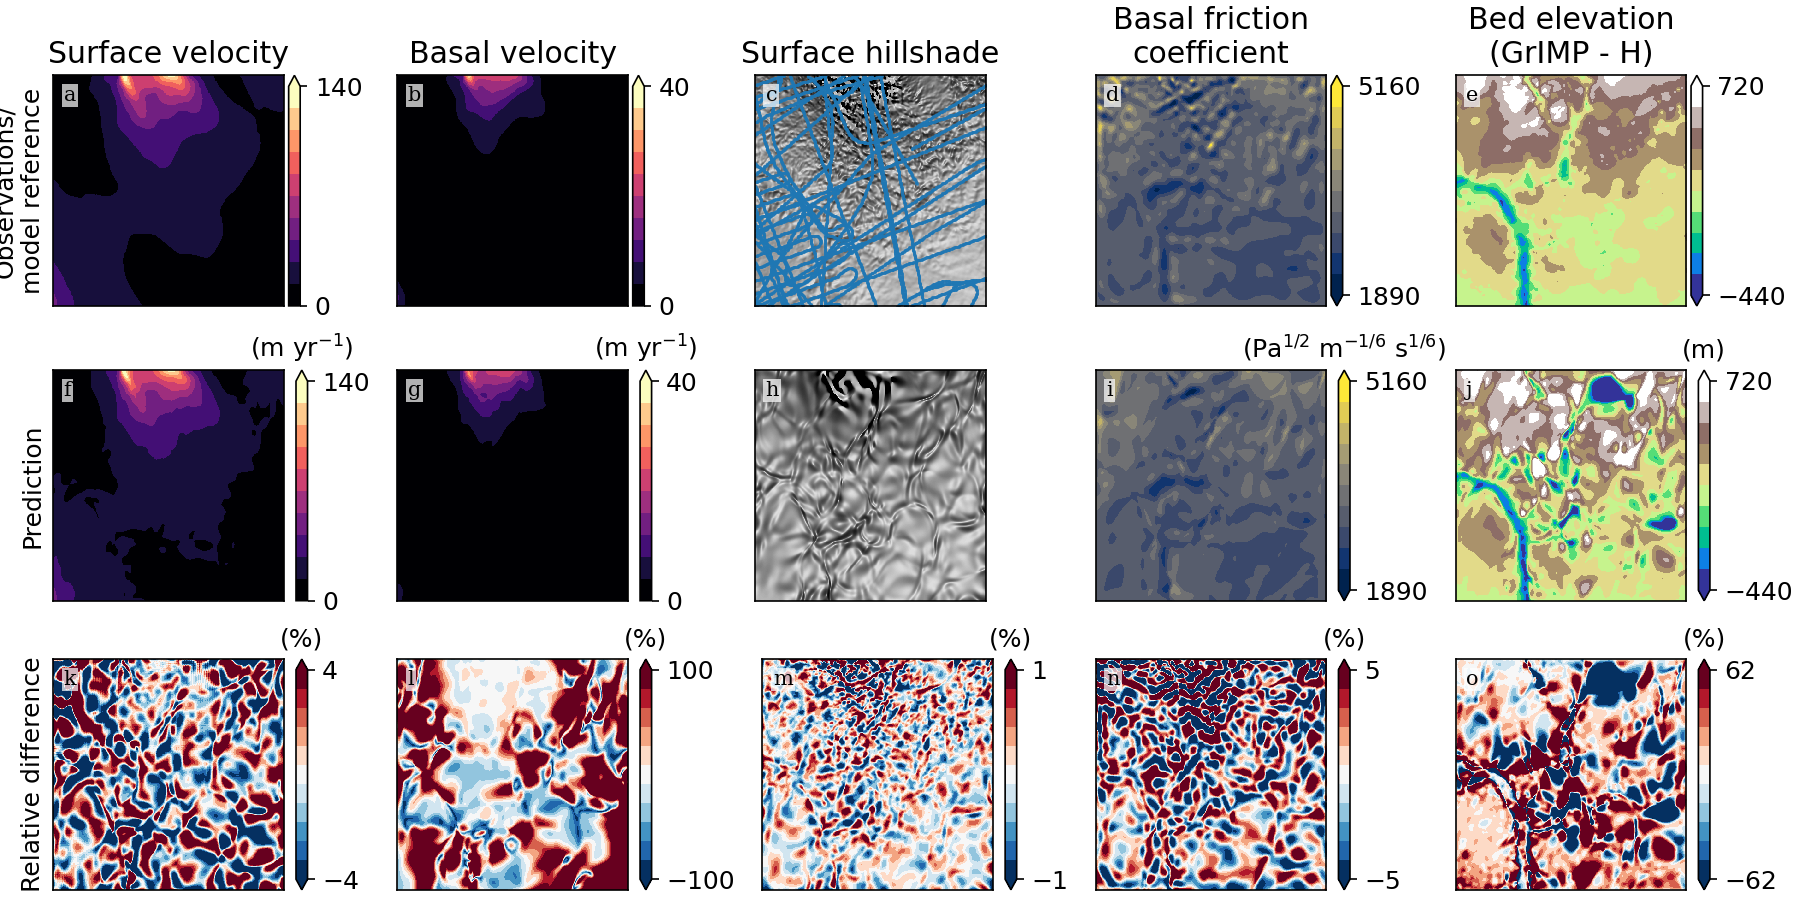 Surface velocity
Basal velocity
Surface hillshade
Basal friction
coefficient
Bed elevation
(GrIMP - H)
Observations/
model reference
a
140
0
b
40
0
c
d
5160
1890
e
720
−440
(m yr−1)
(m yr−1)
(Pa1/2 m−1/6 s1/6)
(m)
Prediction
f
140
0
g
40
0
h
i
5160
1890
j
720
−440
(%)
(%)
(%)
(%)
(%)
Relative difference
k
4
−4
l
100
−100
m
1
−1
n
5
−5
o
62
−62